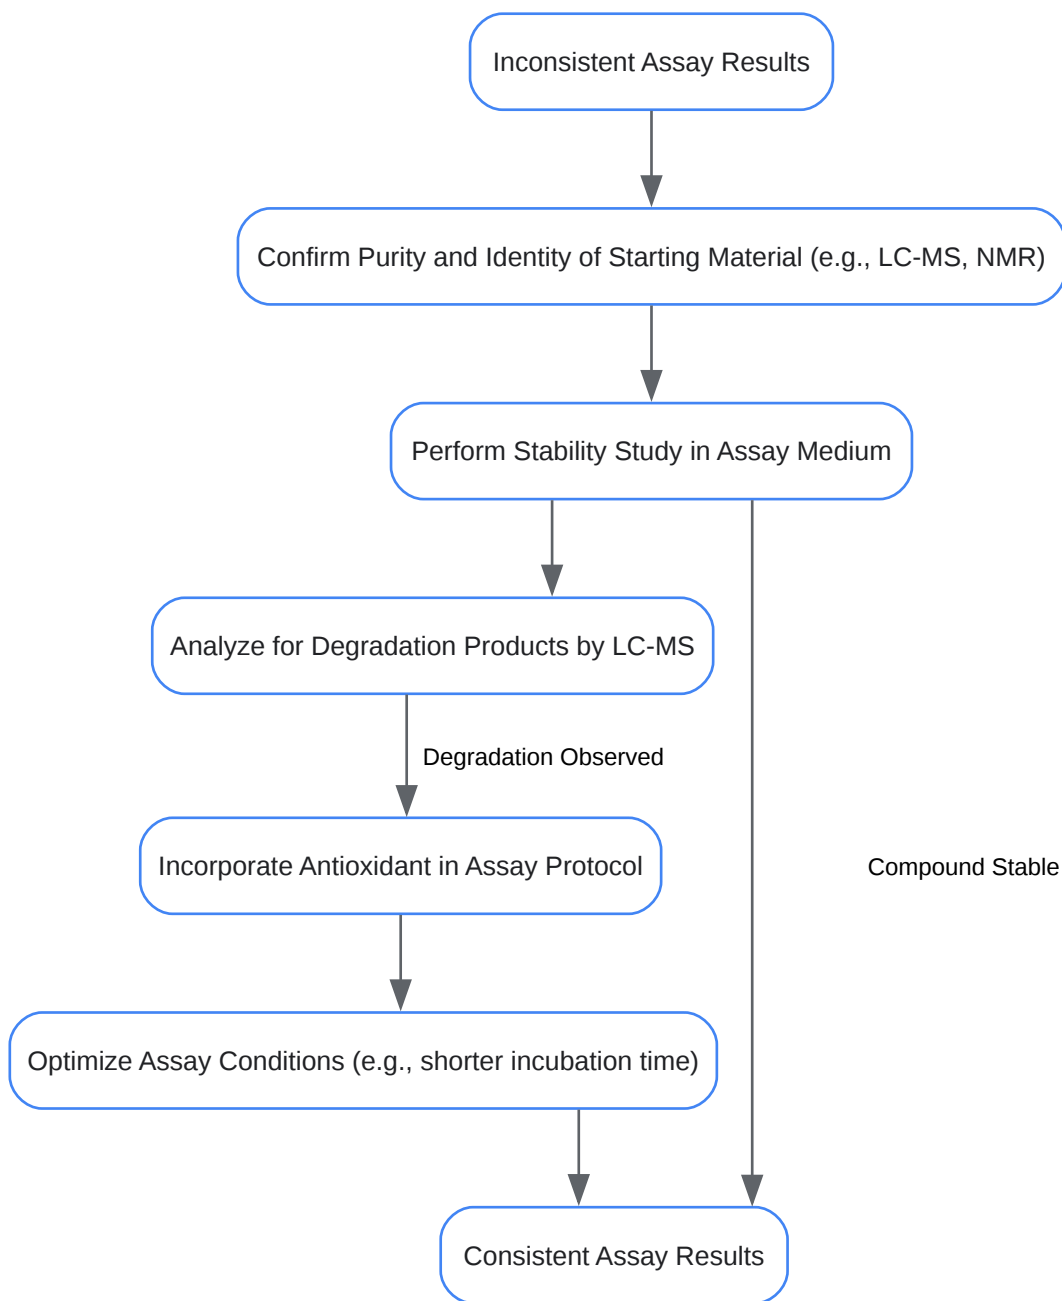 Inconsistent Assay Results
Confirm Purity and Identity of Starting Material (e.g., LC-MS, NMR)
Perform Stability Study in Assay Medium
Analyze for Degradation Products by LC-MS
Degradation Observed
Incorporate Antioxidant in Assay Protocol
Compound Stable
Optimize Assay Conditions (e.g., shorter incubation time)
Consistent Assay Results